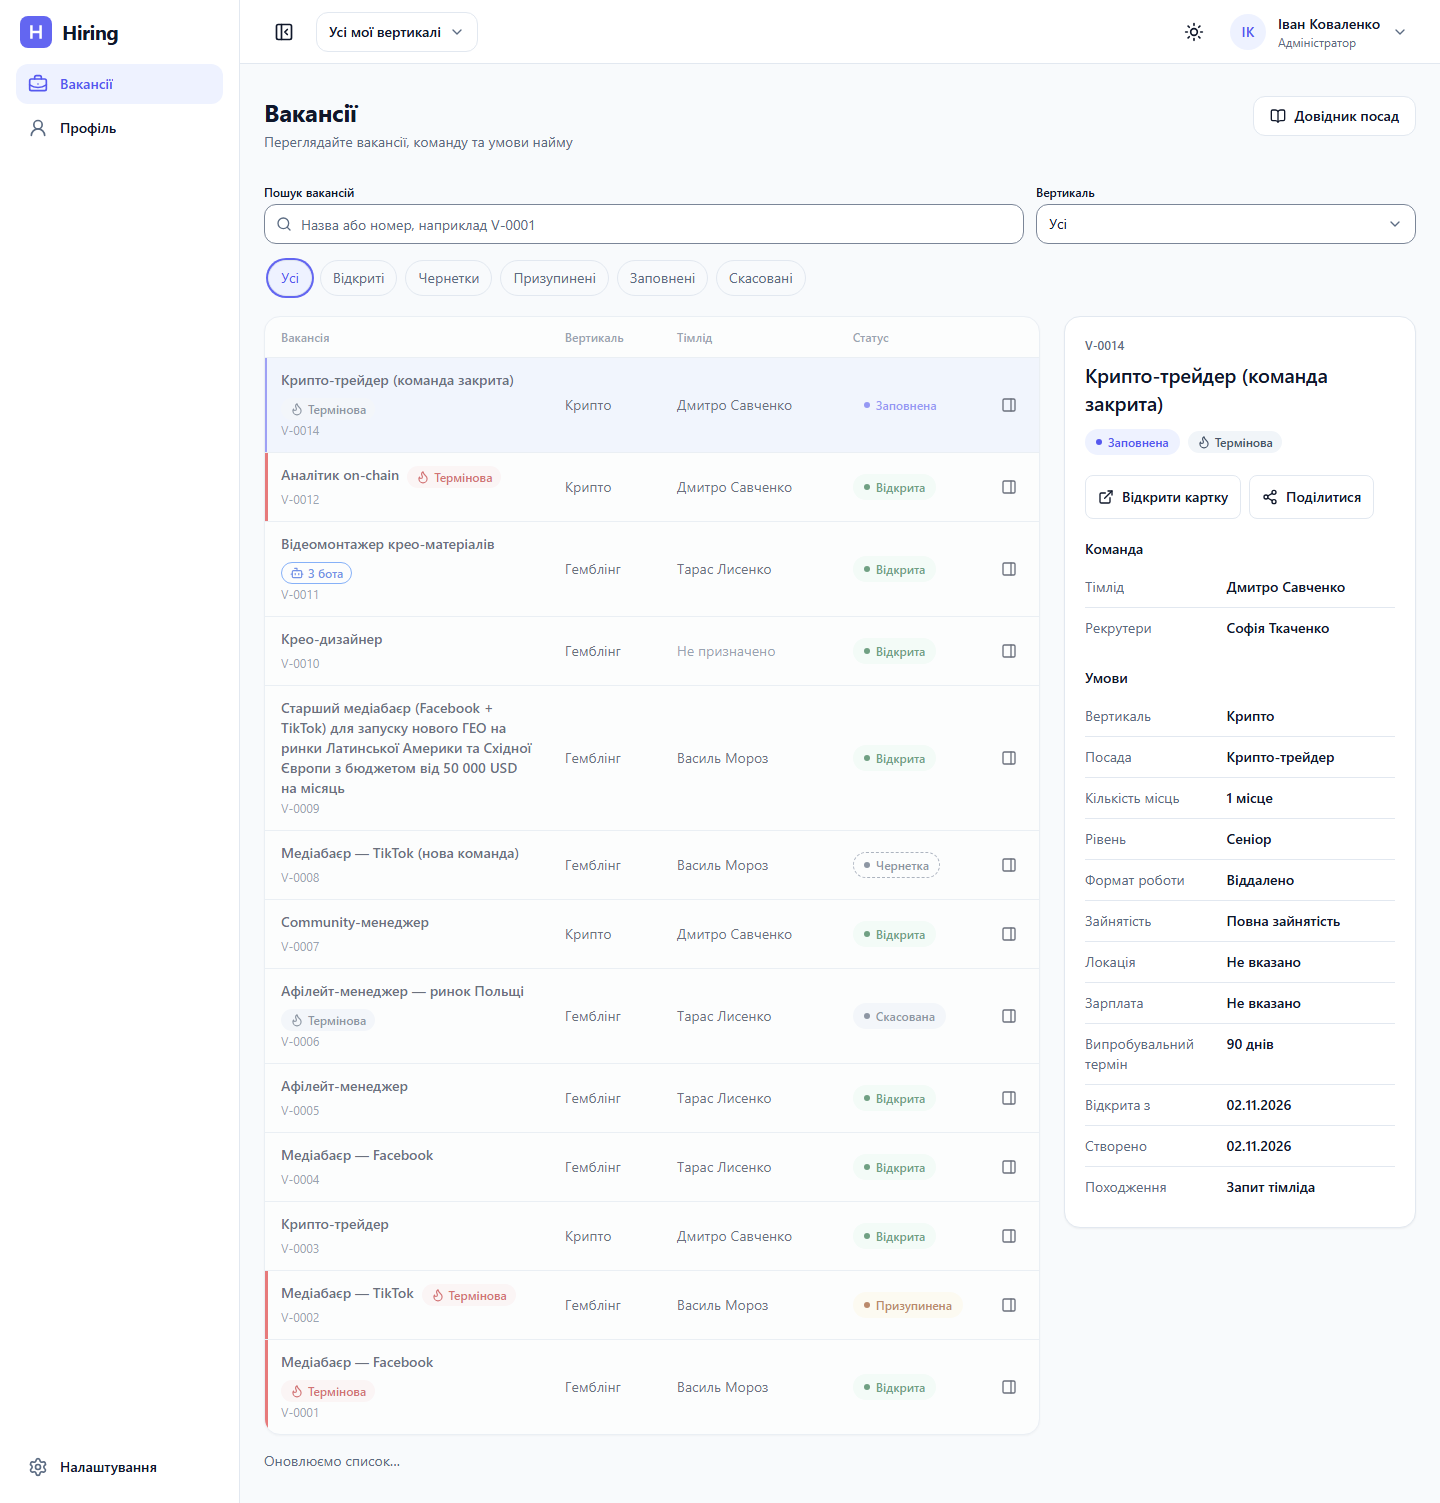 Hiring
Усі мої вертикалі
ІК
Іван Коваленко
Адміністратор
Вакансії
Профіль
Налаштування
Вакансії
Переглядайте вакансії, команду та умови найму
Довідник посад
Пошук вакансій
Назва або номер, наприклад V-0001
Вертикаль
Усі
Усі
Відкриті
Чернетки
Призупинені
Заповнені
Скасовані
Вакансія
Вертикаль
Тімлід
Статус
Крипто-трейдер (команда закрита)
Термінова
V-0014
Крипто
Дмитро Савченко
Заповнена
Аналітик on-chain
Термінова
V-0012
Крипто
Дмитро Савченко
Відкрита
Відеомонтажер крео-матеріалів
З бота
V-0011
Гемблінг
Тарас Лисенко
Відкрита
Крео-дизайнер
V-0010
Гемблінг
Не призначено
Відкрита
Старший медіабаєр (Facebook +
TikTok) для запуску нового ГЕО на
ринки Латинської Америки та Східної
Європи з бюджетом від 50 000 USD
на місяць
V-0009
Гемблінг
Василь Мороз
Відкрита
Медіабаєр — TikTok (нова команда)
V-0008
Гемблінг
Василь Мороз
Чернетка
Community-менеджер
V-0007
Крипто
Дмитро Савченко
Відкрита
Афілейт-менеджер — ринок Польщі
Термінова
V-0006
Гемблінг
Тарас Лисенко
Скасована
Афілейт-менеджер
V-0005
Гемблінг
Тарас Лисенко
Відкрита
Медіабаєр — Facebook
V-0004
Гемблінг
Тарас Лисенко
Відкрита
Крипто-трейдер
V-0003
Крипто
Дмитро Савченко
Відкрита
Медіабаєр — TikTok
Термінова
V-0002
Гемблінг
Василь Мороз
Призупинена
Медіабаєр — Facebook
Термінова
V-0001
Гемблінг
Василь Мороз
Відкрита
Оновлюємо список...
V-0014
Крипто-трейдер (команда
закрита)
Заповнена
Термінова
Відкрити картку
Поділитися
Команда
Тімлід
Дмитро Савченко
Рекрутери
Софія Ткаченко
Умови
Вертикаль
Крипто
Посада
Крипто-трейдер
Кількість місць
1 місце
Рівень
Сеніор
Формат роботи
Віддалено
Зайнятість
Повна зайнятість
Локація
Не вказано
Зарплата
Не вказано
Випробувальний
термін
90 днів
Відкрита з
02.11.2026
Створено
02.11.2026
Походження
Запит тімліда